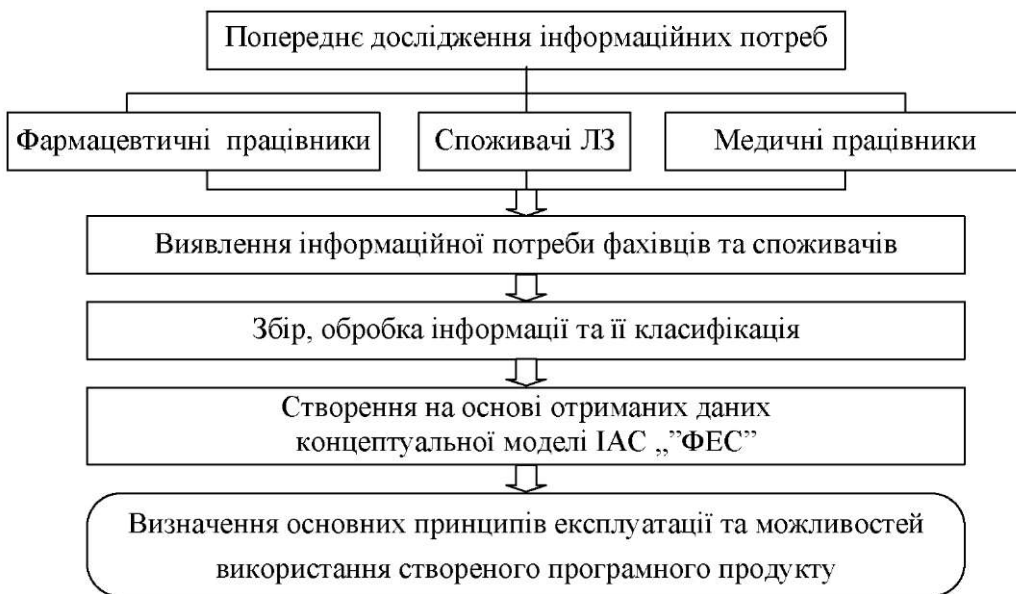 Попереднє дослідження інформаційних потреб
Фармацевтичні працівники
Споживачі ЛЗ
Медичні працівники
Виявлення інформаційної потреби фахівців та споживачів
Збір, обробка інформації та її класифікація
Створення на основі отриманих даних
концептуальної моделі ІАС „”ФЕС”
Визначення основних принципів експлуатації та можливостей
використання створеного програмного продукту